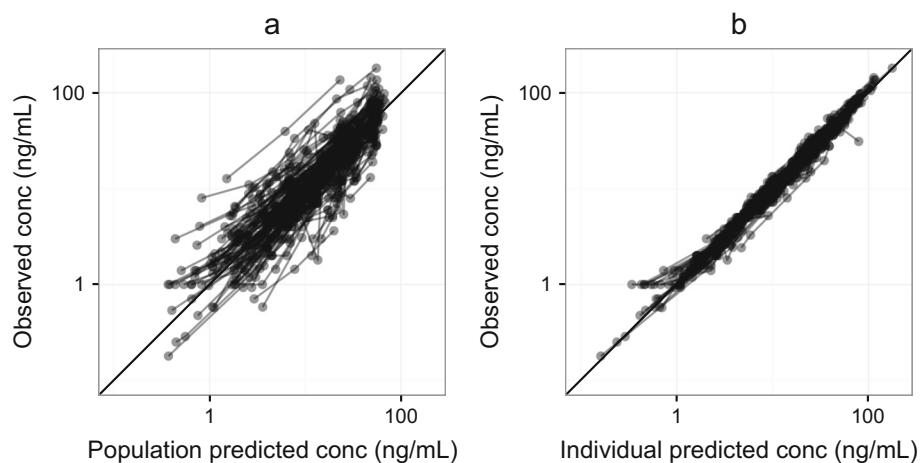 a
b
Observed conc (ng/mL)
100
1
1
100
Population predicted conc (ng/mL)
Observed conc (ng/mL)
100
1
1
100
Individual predicted conc (ng/mL)